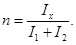 n = I_x / (I_1 + I_2).